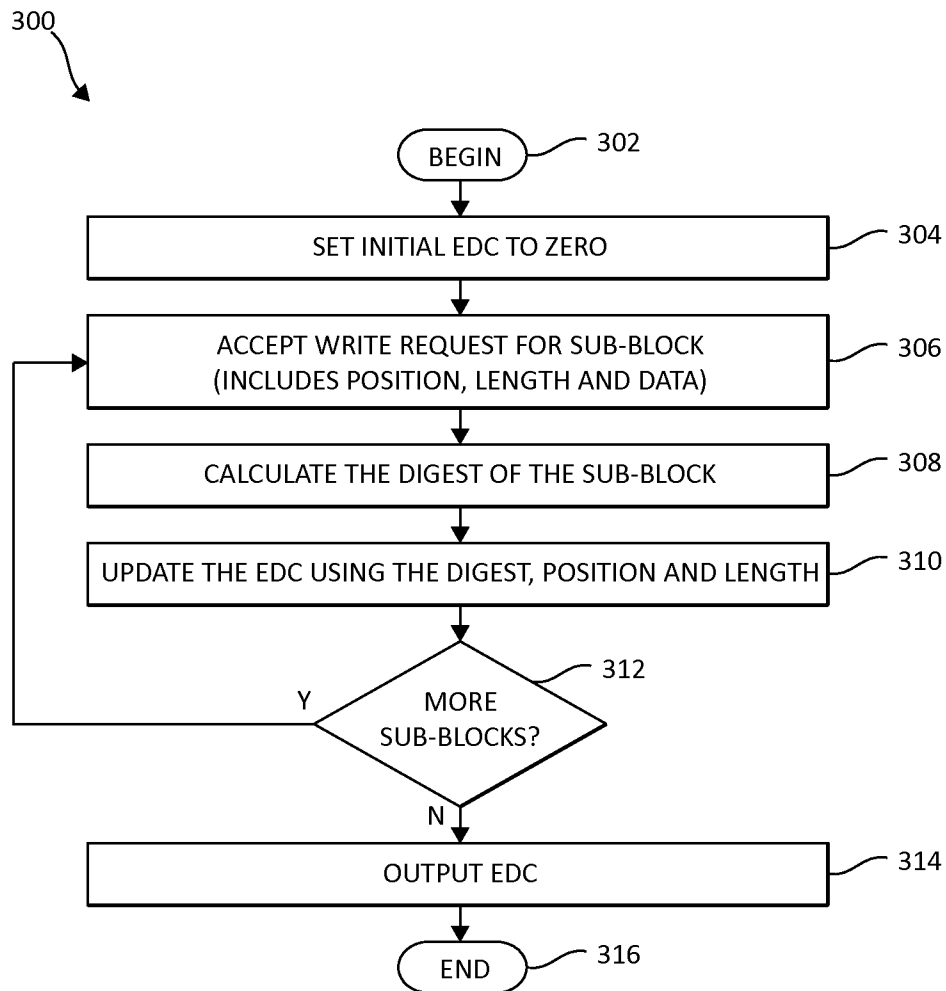 300
BEGIN
302
SET INITIAL EDC TO ZERO
304
ACCEPT WRITE REQUEST FOR SUB-BLOCK
(INCLUDES POSITION, LENGTH AND DATA)
306
CALCULATE THE DIGEST OF THE SUB-BLOCK
308
UPDATE THE EDC USING THE DIGEST, POSITION AND LENGTH
310
312
Y
MORE
SUB-BLOCKS?
N
OUTPUT EDC
314
END
316